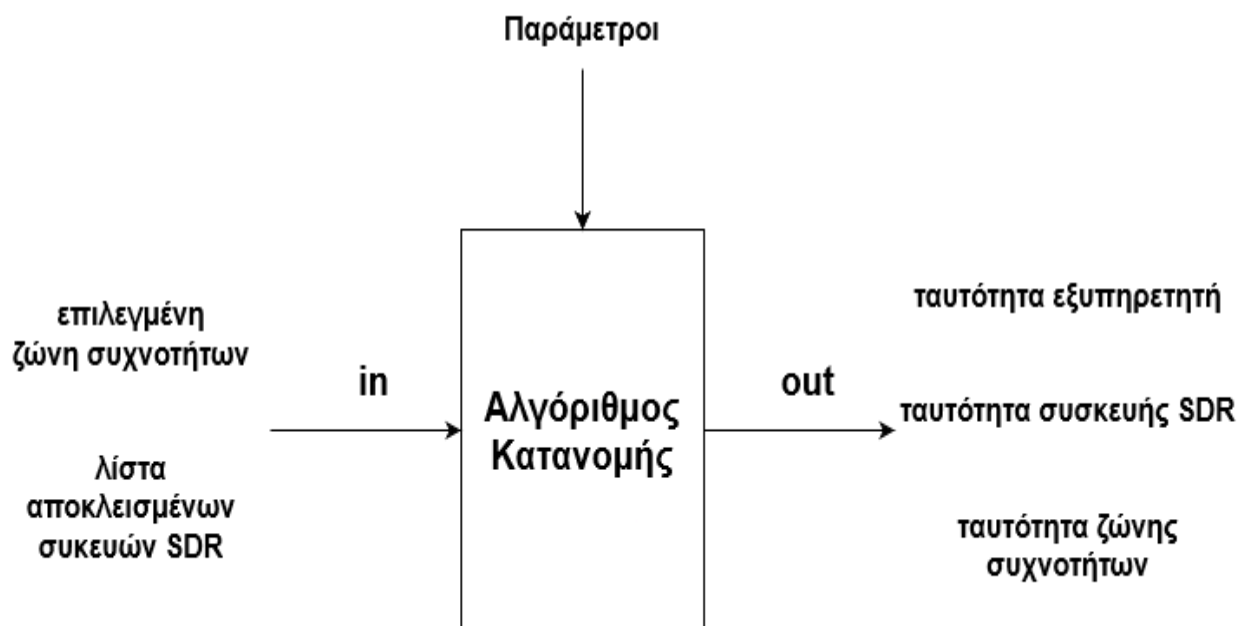 Παράμετροι
επιλεγμένη
ζώνη συχνοτήτων
λίστα
αποκλεισμένων
συκευών SDR
in
Αλγόριθμος
Κατανομής
out
ταυτότητα εξυπηρετητή
ταυτότητα συσκευής SDR
ταυτότητα ζώνης
συχνοτήτων